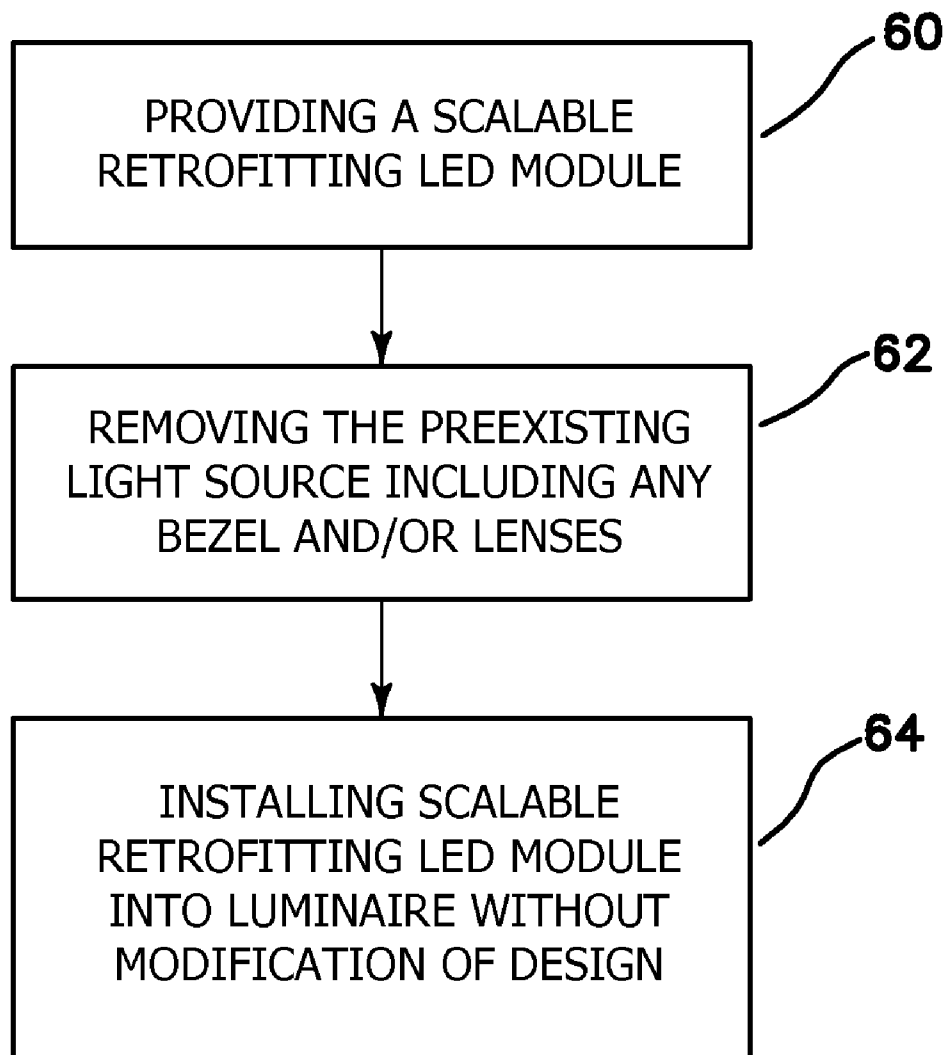 60
PROVIDING A SCALABLE
RETROFITTING LED MODULE
62
REMOVING THE PREEXISTING
LIGHT SOURCE INCLUDING ANY
BEZEL AND/OR LENSES
64
INSTALLING SCALABLE
RETROFITTING LED MODULE
INTO LUMINAIRE WITHOUT
MODIFICATION OF DESIGN